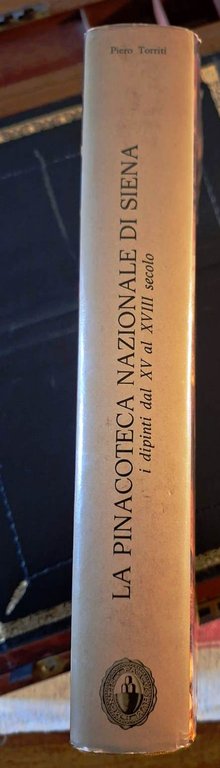 Piero Torriti
LA PINACOTECA NAZIONALE DI SIENA
i dipinti dal XV al XVIII secolo